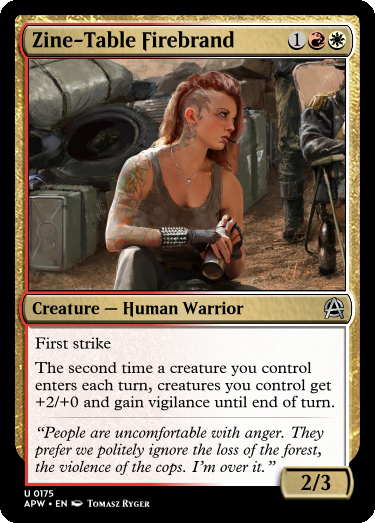 Zine-Table Firebrand 1
Creature — Human Warrior
First strike
The second time a creature you control
enters each turn, creatures you control get
+2/+0 and gain vigilance until end of turn.
“People are uncomfortable with anger. They
prefer we politely ignore the loss of the forest,
the violence of the cops. I’m over it.”
2/3
U 0175
APW • EN Tomasz Ryger